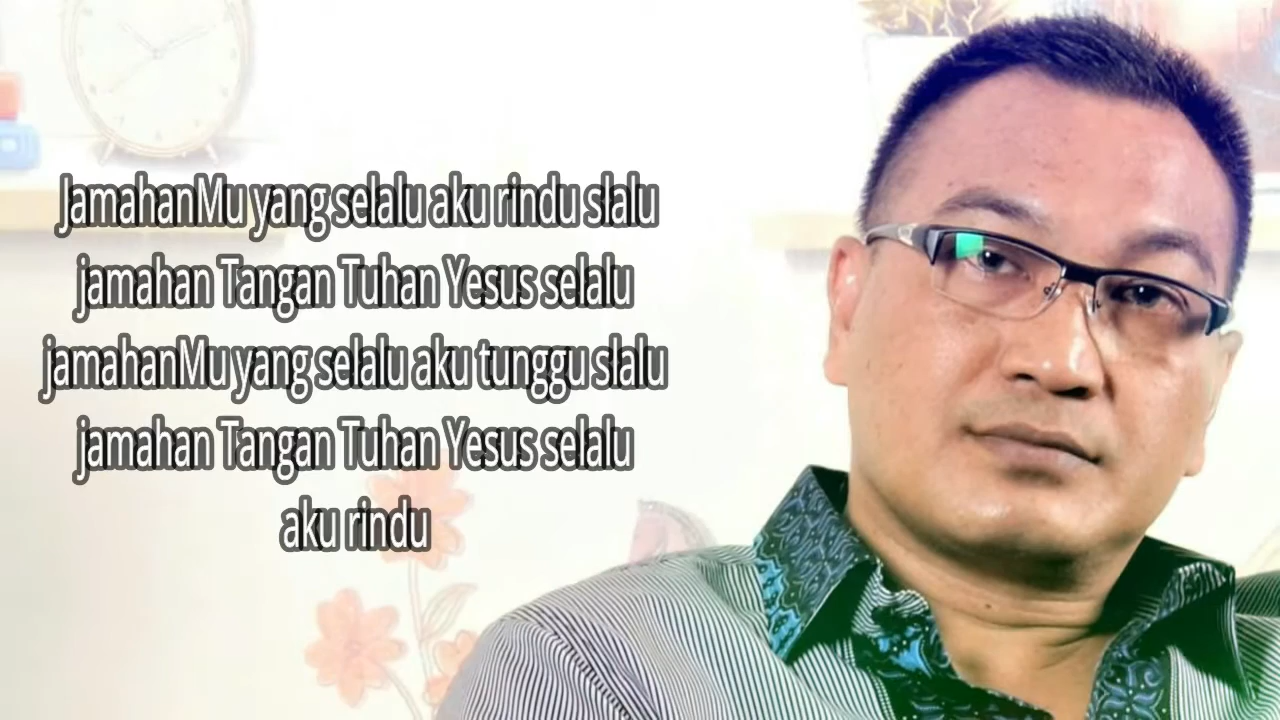 JamahanMu yang selalu aku rindu slalu
jamahan Tangan Tuhan Yesus selalu
jamahanMu yang selalu aku tunggu slalu
jamahan Tangan Tuhan Yesus selalu
aku rindu